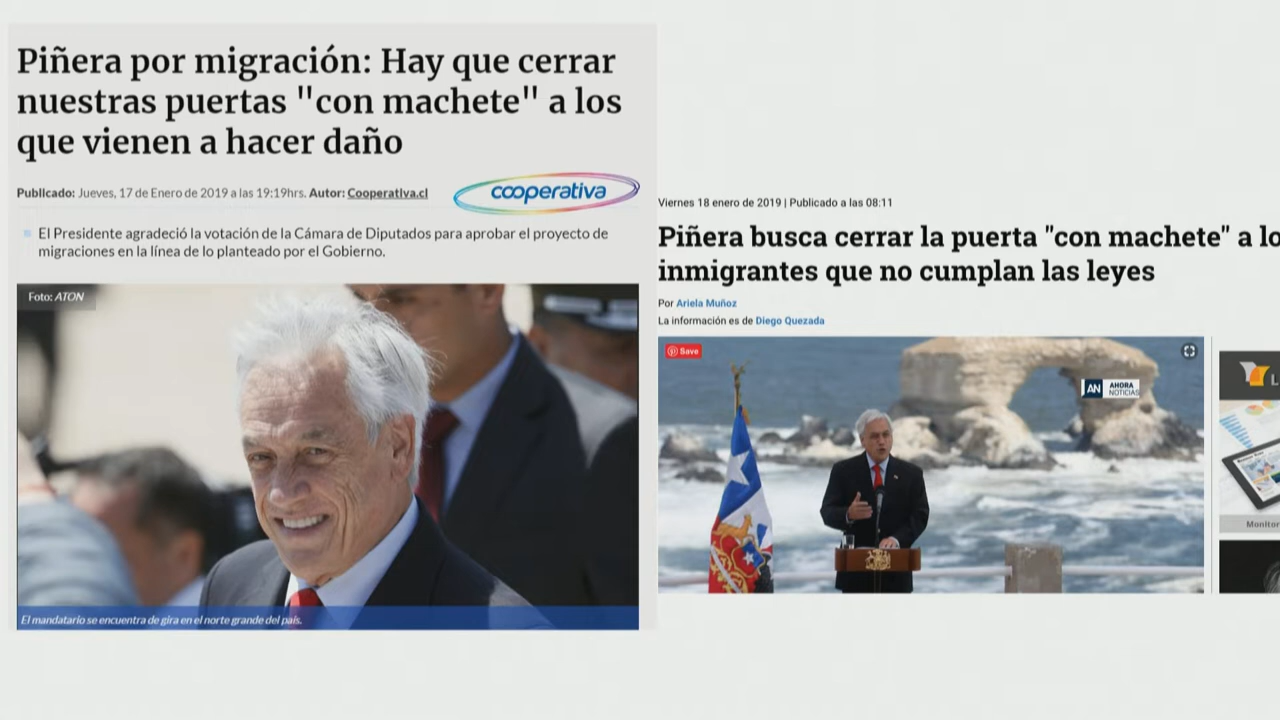 Piñera por migración: Hay que cerrar
nuestras puertas "con machete" a los
que vienen a hacer daño
Publicado: Jueves, 17 de Enero de 2019 a las 19:19hrs. Autor: Cooperativa.cl
cooperativa
El Presidente agradeció la votación de la Cámara de Diputados para aprobar el proyecto de
migraciones en la línea de lo planteado por el Gobierno.
Foto: ATON
El mandatario se encuentra de gira en el norte grande del país.
Viernes 18 enero de 2019 | Publicado a las 08:11
Piñera busca cerrar la puerta "con machete" a lo
inmigrantes que no cumplan las leyes
Por Ariela Muñoz
La información es de Diego Quezada
Save
AN AHORA
NOTICIAS
L
Monitor